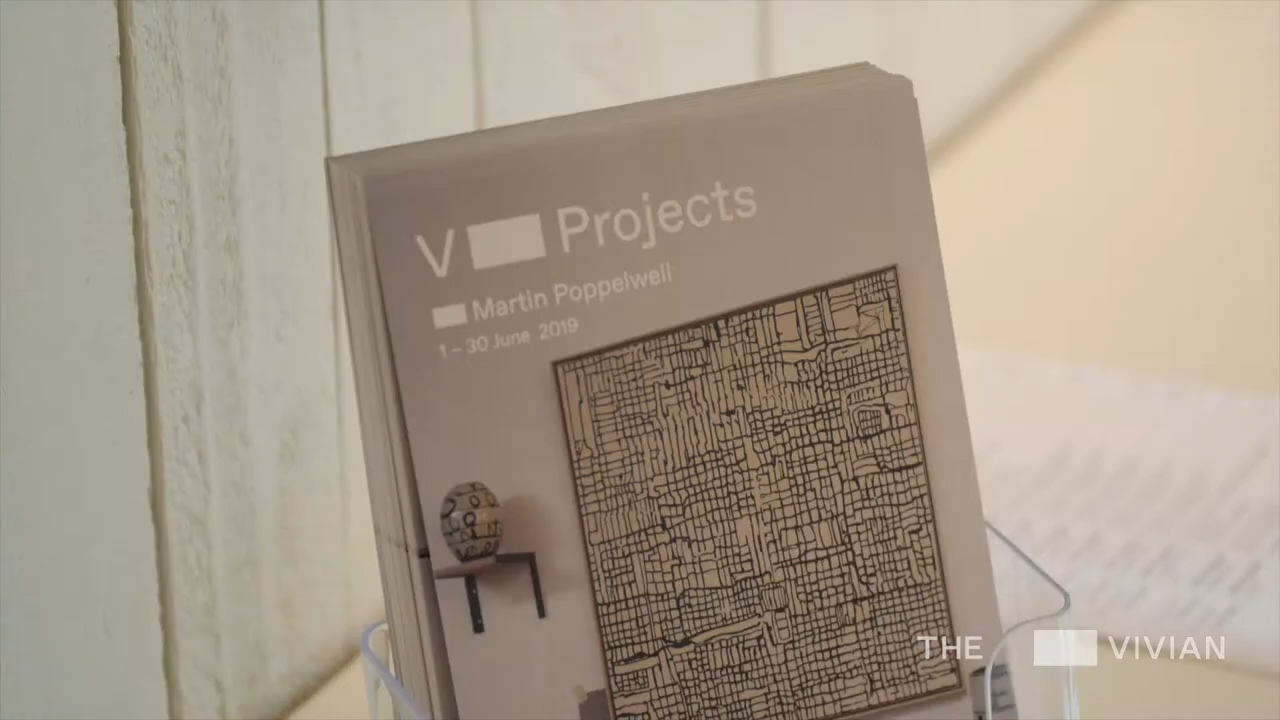 V Projects
Martin Poppelwell
1 – 30 June 2019
THE VIVIAN